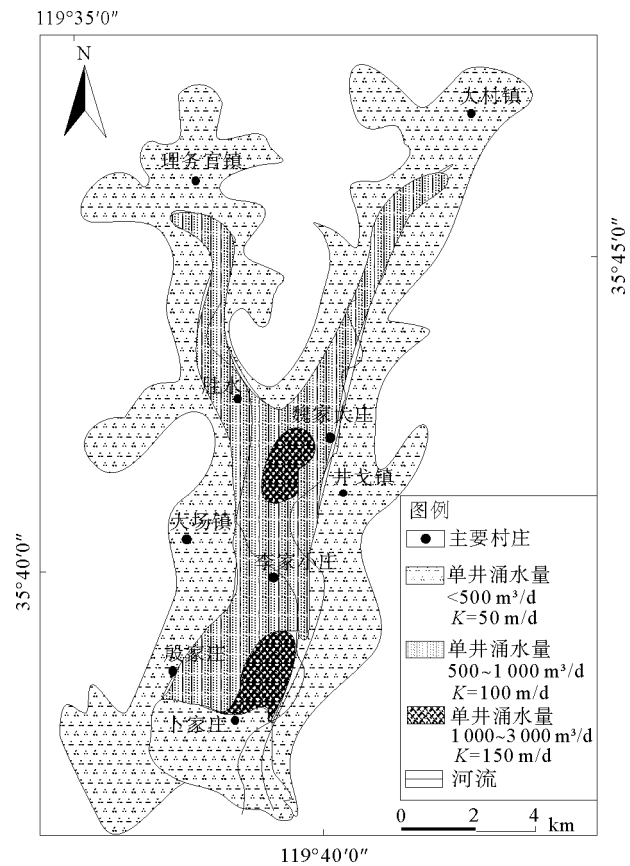 119°35′0″
N
大村镇
理务官镇
35°45′0″
胜水
魏家大庄
井戈镇
大场镇
李家小庄
35°40′0″
殷家庄
卜家庄
图例
主要村庄
单井涌水量
<500 m³/d
K=50 m/d
单井涌水量
500~1 000 m³/d
K=100 m/d
单井涌水量
1 000~3 000 m³/d
K=150 m/d
河流
0 2 4
km
119°40′0″